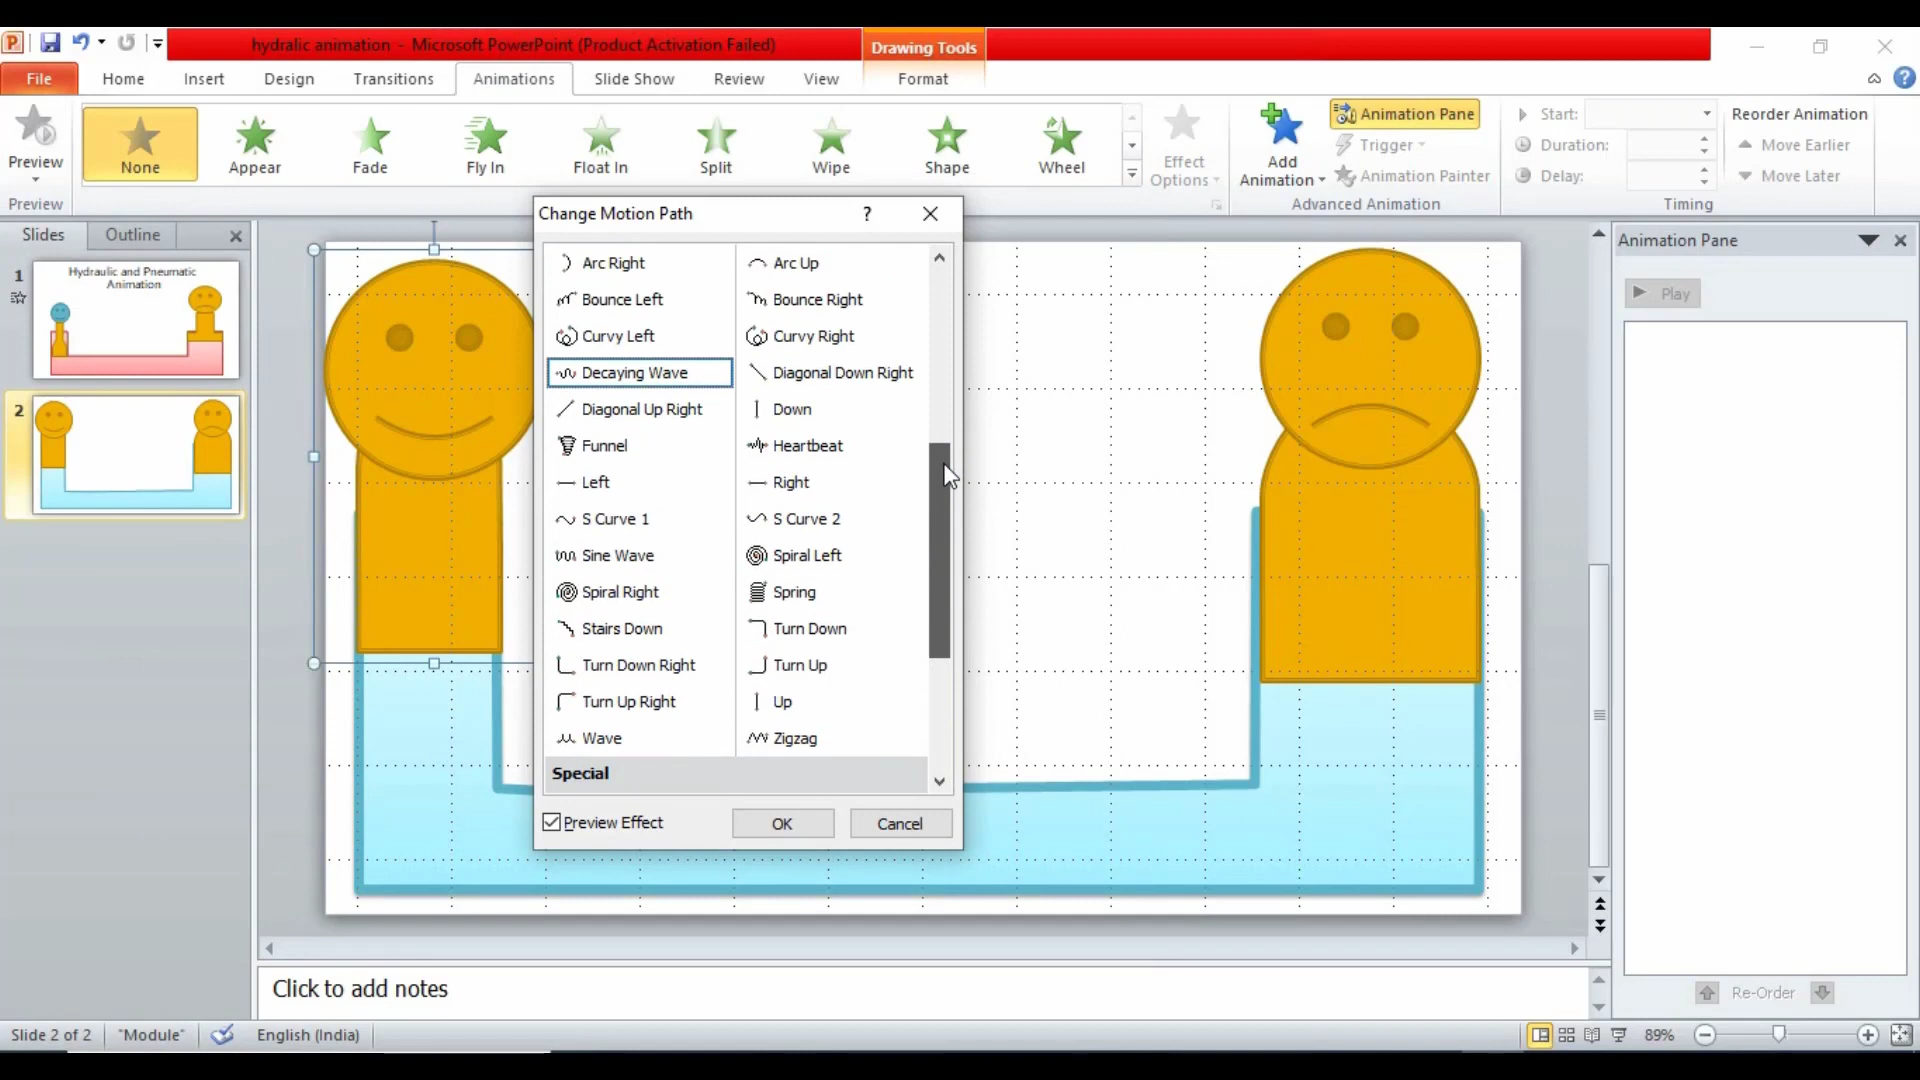 hydralic animation - Microsoft PowerPoint (Product Activation Failed)
Drawing Tools
File
Home
Insert
Design
Transitions
Animations
Slide Show
Review
View
Format
Preview
Preview
None
Appear
Fade
Fly In
Float In
Split
Wipe
Shape
Wheel
Effect
Options
Add
Animation
Animation Pane
Trigger
Animation Painter
Advanced Animation
Start:
Duration:
Delay:
Timing
Reorder Animation
Move Earlier
Move Later
Slides
Outline
1
Hydraulic and Pneumatic
Animation
2
Change Motion Path
?
Arc Right
Arc Up
Bounce Left
Bounce Right
Curvy Left
Curvy Right
Decaying Wave
Diagonal Down Right
Diagonal Up Right
Down
Funnel
Heartbeat
Left
Right
S Curve 1
S Curve 2
Sine Wave
Spiral Left
Spiral Right
Spring
Stairs Down
Turn Down
Turn Down Right
Turn Up
Turn Up Right
Up
Wave
Zigzag
Special
Preview Effect
OK
Cancel
Animation Pane
Play
Re-Order
Click to add notes
Slide 2 of 2
"Module"
English (India)
89%